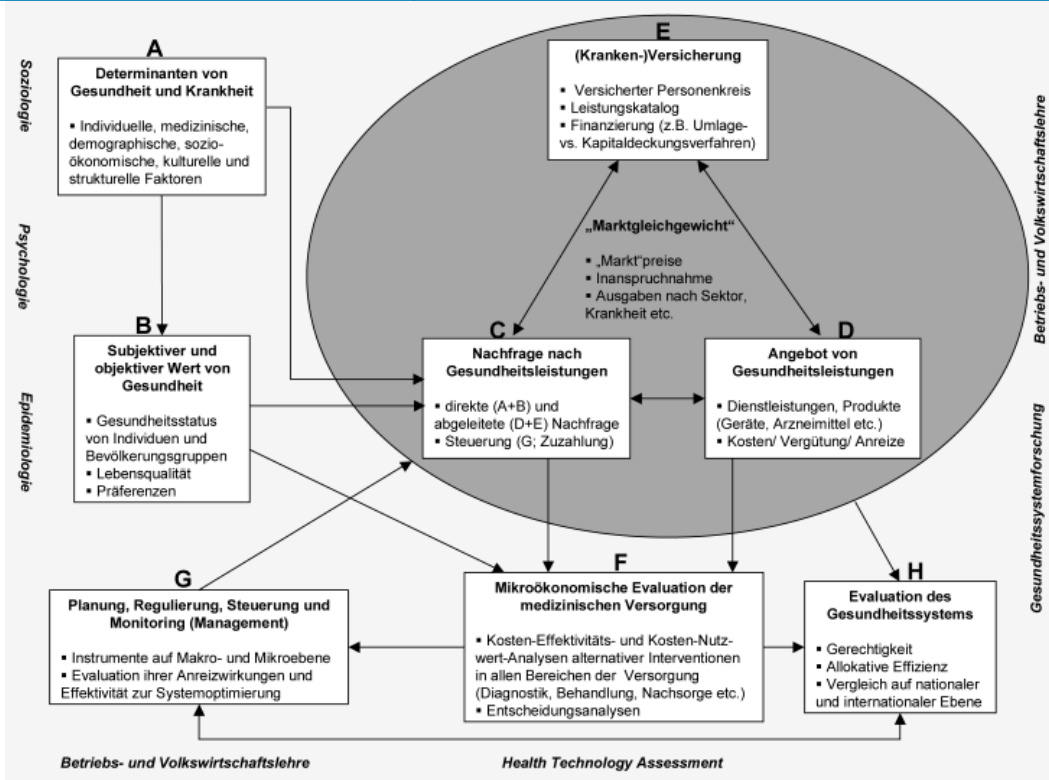 A
Determinanten von
Gesundheit und Krankheit
▪ Individuelle, medizinische,
demographische, sozio-
ökonomische, kulturelle und
strukturelle Faktoren
E
(Kranken-)Versicherung
▪ Versicherter Personenkreis
▪ Leistungskatalog
▪ Finanzierung (z.B. Umlage-
vs. Kapitaldeckungsverfahren)
„Marktgleichgewicht“
▪ „Markt“preise
▪ Inanspruchnahme
▪ Ausgaben nach Sektor,
Krankheit etc.
B
Subjektiver und
objektiver Wert von
Gesundheit
▪ Gesundheitsstatus
von Individuen und
Bevölkerungsgruppen
▪ Lebensqualität
▪ Präferenzen
C
Nachfrage nach
Gesundheitsleistungen
▪ direkte (A+B) und
abgeleitete (D+E) Nachfrage
▪ Steuerung (G; Zuzahlung)
D
Angebot von
Gesundheitsleistungen
▪ Dienstleistungen, Produkte
(Geräte, Arzneimittel etc.)
▪ Kosten/ Vergütung/ Anreize
G
Planung, Regulierung, Steuerung und
Monitoring (Management)
▪ Instrumente auf Makro- und Mikroebene
▪ Evaluation ihrer Anreizwirkungen und
Effektivität zur Systemoptimierung
F
Mikroökonomische Evaluation der
medizinischen Versorgung
▪ Kosten-Effektivitäts- und Kosten-Nutz-
wert-Analysen alternativer Interventionen
in allen Bereichen der Versorgung
(Diagnostik, Behandlung, Nachsorge etc.)
▪ Entscheidungsanalysen
H
Evaluation des
Gesundheitssystems
▪ Gerechtigkeit
▪ Allokative Effizienz
▪ Vergleich auf nationaler
und internationaler Ebene
Soziologie
Psychologie
Epidemiologie
Betriebs- und Volkswirtschaftslehre
Gesundheitssystemforschung
Betriebs- und Volkswirtschaftslehre
Health Technology Assessment